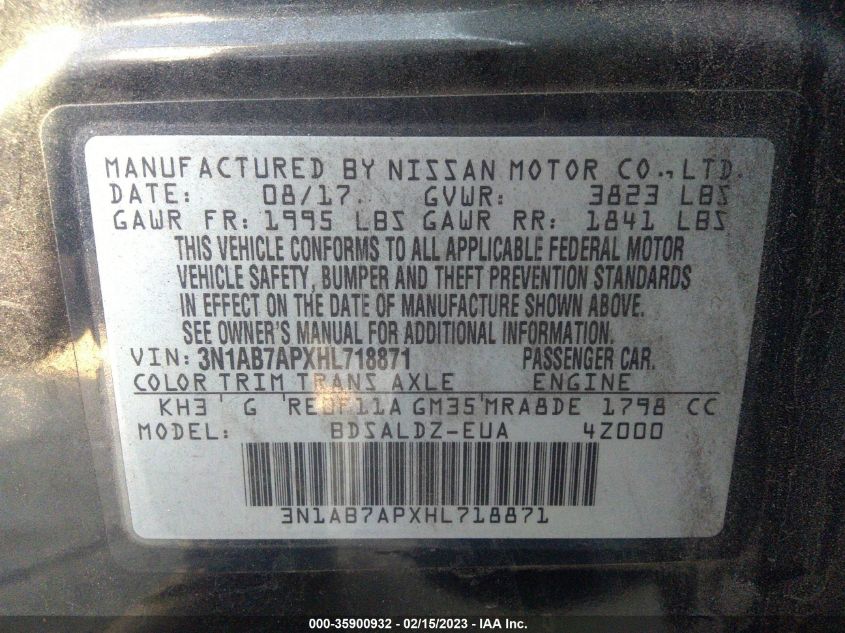 MANUFACTURED BY NISSAN MOTOR CO., LTD.
DATE: 08/17. GVWR: 3823 LBS
GAWR FR: 1995 LBS GAWR RR: 1841 LBS
THIS VEHICLE CONFORMS TO ALL APPLICABLE FEDERAL MOTOR
VEHICLE SAFETY, BUMPER AND THEFT PREVENTION STANDARDS
IN EFFECT ON THE DATE OF MANUFACTURE SHOWN ABOVE.
SEE OWNER'S MANUAL FOR ADDITIONAL INFORMATION.
VIN: 3N1AB7APXHL718871 PASSENGER CAR.
COLOR TRIM TRANS AXLE ENGINE
KH3 G RE0F11A GM35 MRA8DE 1798 CC
MODEL: BDSALDZ-EUA 4Z000
3N1AB7APXHL718871
000-35900932 - 02/15/2023 - IAA Inc.